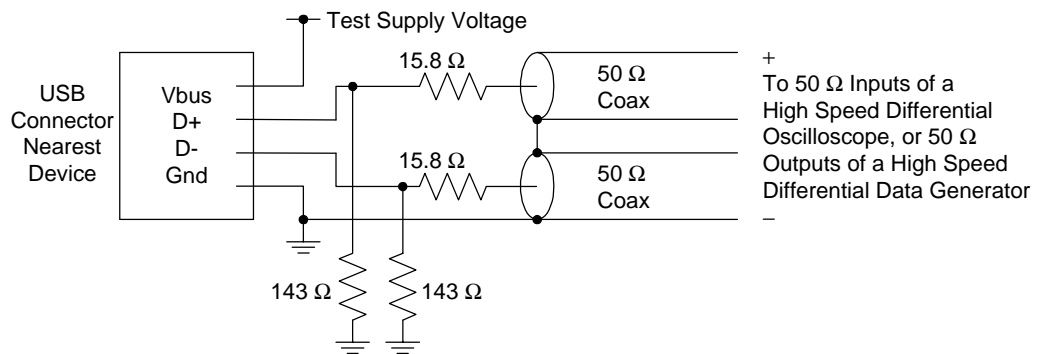 Test Supply Voltage
15.8 Ω
USB
Connector
Nearest
Device
Vbus
D+
D-
Gnd
50 Ω
Coax
15.8 Ω
50 Ω
Coax
+
To 50 Ω Inputs of a
High Speed Differential
Oscilloscope, or 50 Ω
Outputs of a High Speed
Differential Data Generator
−
143 Ω
143 Ω